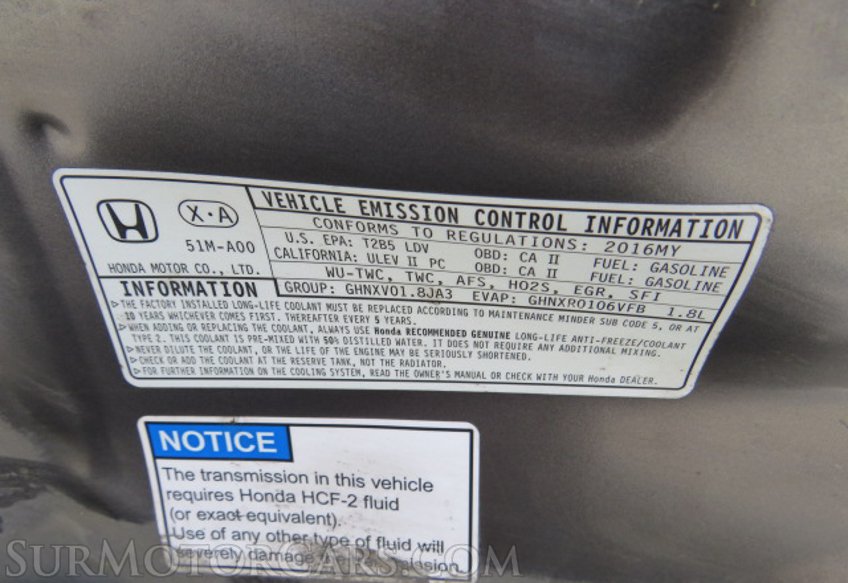 X·A
51M-A00
HONDA MOTOR CO., LTD.
VEHICLE EMISSION CONTROL INFORMATION
CONFORMS TO REGULATIONS: 2016MY
U.S. EPA: T2B5 LDV OBD: CA II FUEL: GASOLINE
CALIFORNIA: ULEV II PC OBD: CA II FUEL: GASOLINE
WU-TWC, TWC, AFS, HO2S, EGR, SFI
GROUP: GHNXV01.8JA3 EVAP: GHNXR0106VFB 1.8L
INFORMATION
▷THE FACTORY INSTALLED LONG-LIFE COOLANT MUST BE REPLACED ACCORDING TO MAINTENANCE MINDER SUB CODE 5, OR AT
10 YEARS WHICHEVER COMES FIRST. THEREAFTER EVERY 5 YEARS.
▷WHEN ADDING OR REPLACING THE COOLANT, ALWAYS USE Honda RECOMMENDED GENUINE LONG-LIFE ANTI-FREEZE/COOLANT
TYPE 2. THIS COOLANT IS PRE-MIXED WITH 50% DISTILLED WATER. IT DOES NOT REQUIRE ANY ADDITIONAL MIXING.
▷NEVER DILUTE THE COOLANT, OR THE LIFE OF THE ENGINE MAY BE SERIOUSLY SHORTENED.
▷CHECK OR ADD THE COOLANT AT THE RESERVE TANK, NOT THE RADIATOR.
▷FOR FURTHER INFORMATION ON THE COOLING SYSTEM, READ THE OWNER'S MANUAL OR CHECK WITH YOUR Honda DEALER.
NOTICE
The transmission in this vehicle
requires Honda HCF-2 fluid
(or exact equivalent).
Use of any other type of fluid will
severely damage the transmission.
SURMOTORCARS.COM